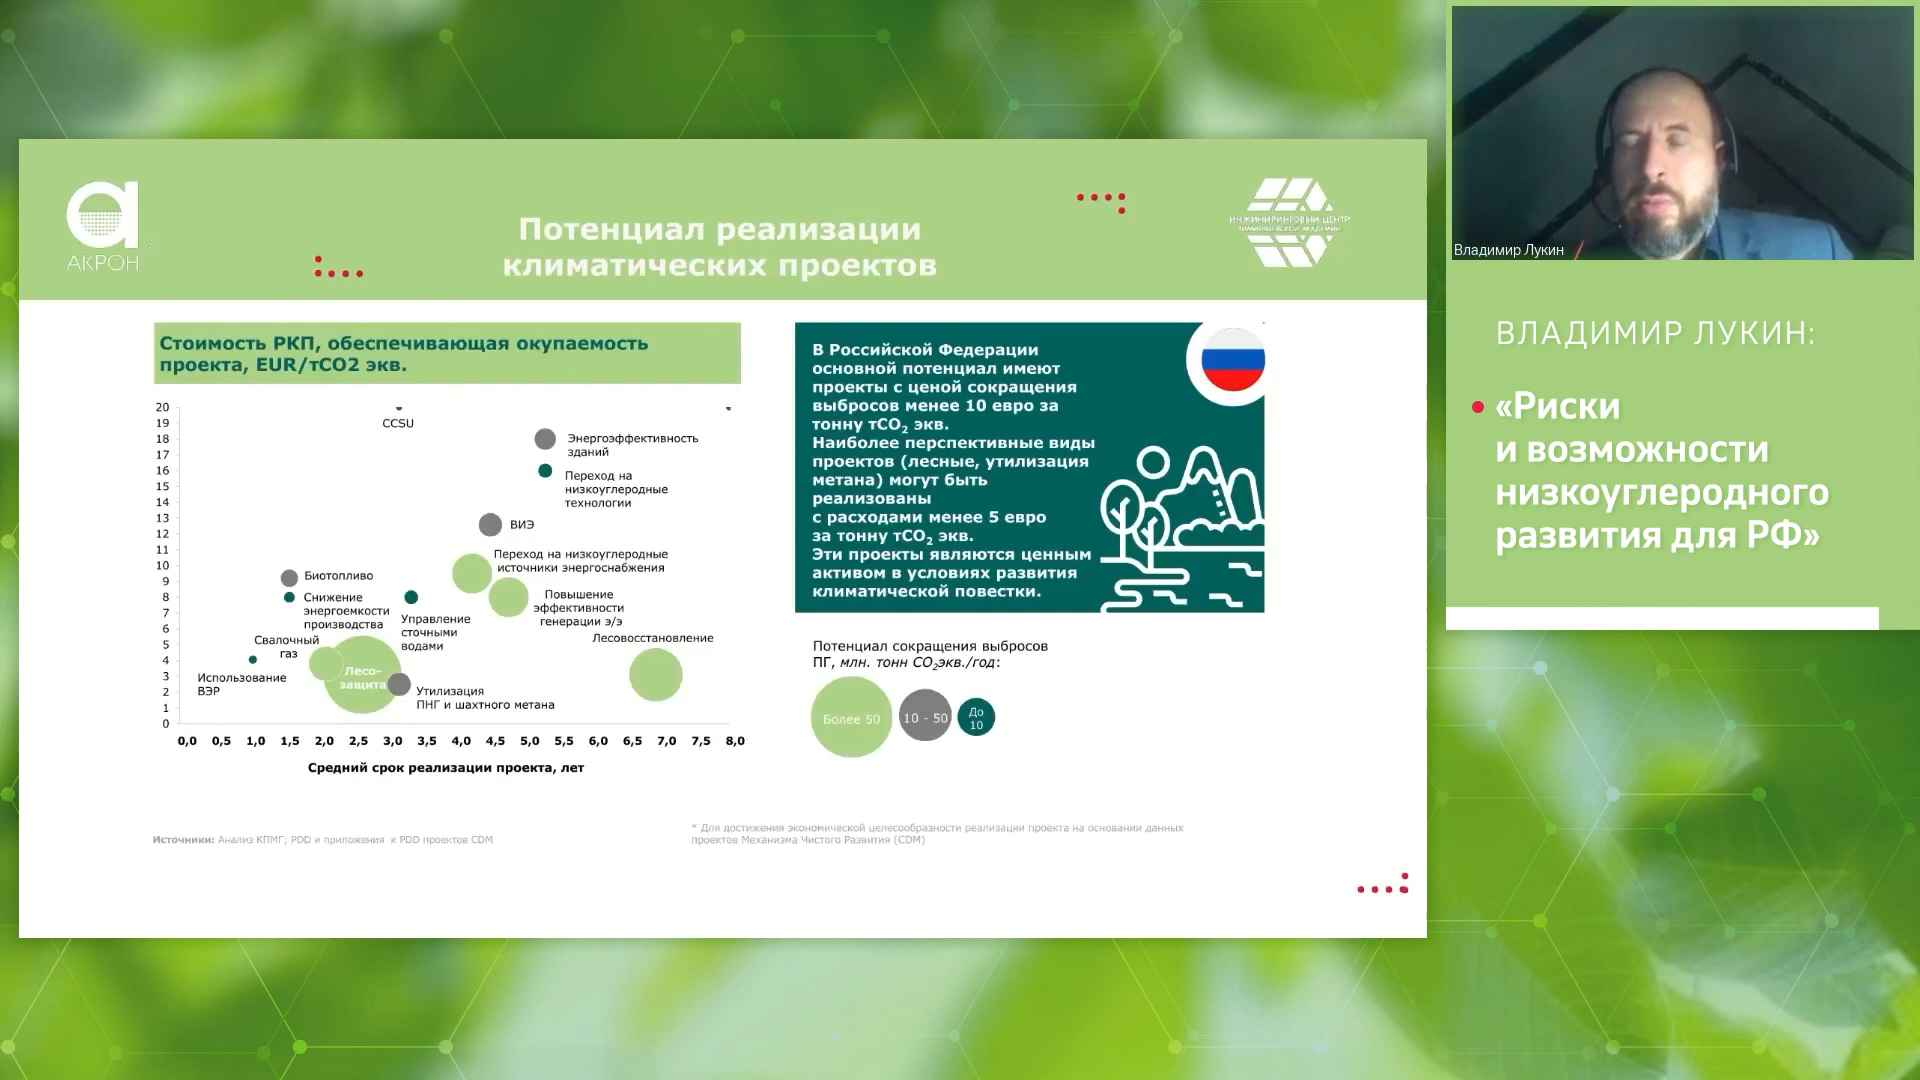 АКРОН
Потенциал реализации
климатических проектов
ИНЖИНИРИНГОВЫЙ ЦЕНТР
ТИМИРЯЗЕВСКОЙ АКАДЕМИИ
Стоимость РКП, обеспечивающая окупаемость
проекта, EUR/тСО2 экв.
20
19
18
17
16
15
14
13
12
11
10
9
8
7
6
5
4
3
2
1
0
CCSU
Энергоэффективность
зданий
Переход на
низкоуглеродные
технологии
ВИЭ
Переход на низкоуглеродные
источники энергоснабжения
Биотопливо
Снижение
энергоемкости
производства
Управление
сточными
водами
Повышение
эффективности
генерации э/э
Лесовосстановление
Свалочный
газ
Лесо-
защита
Использование
ВЭР
Утилизация
ПНГ и шахтного метана
0,0 0,5 1,0 1,5 2,0 2,5 3,0 3,5 4,0 4,5 5,0 5,5 6,0 6,5 7,0 7,5 8,0
Средний срок реализации проекта, лет
В Российской Федерации
основной потенциал имеют
проекты с ценой сокращения
выбросов менее 10 евро за
тонну тСО2 экв.
Наиболее перспективные виды
проектов (лесные, утилизация
метана) могут быть
реализованы
с расходами менее 5 евро
за тонну тСО2 экв.
Эти проекты являются ценным
активом в условиях развития
климатической повестки.
Потенциал сокращения выбросов
ПГ, млн. тонн СО2экв./год:
Более 50
10 - 50
До
10
Источники: Анализ КПМГ; PDD и приложения к PDD проектов CDM
* Для достижения экономической целесообразности реализации проекта на основании данных
проектов Механизма Чистого Развития (CDM)
Владимир Лукин
ВЛАДИМИР ЛУКИН:
«Риски
и возможности
низкоуглеродного
развития для РФ»